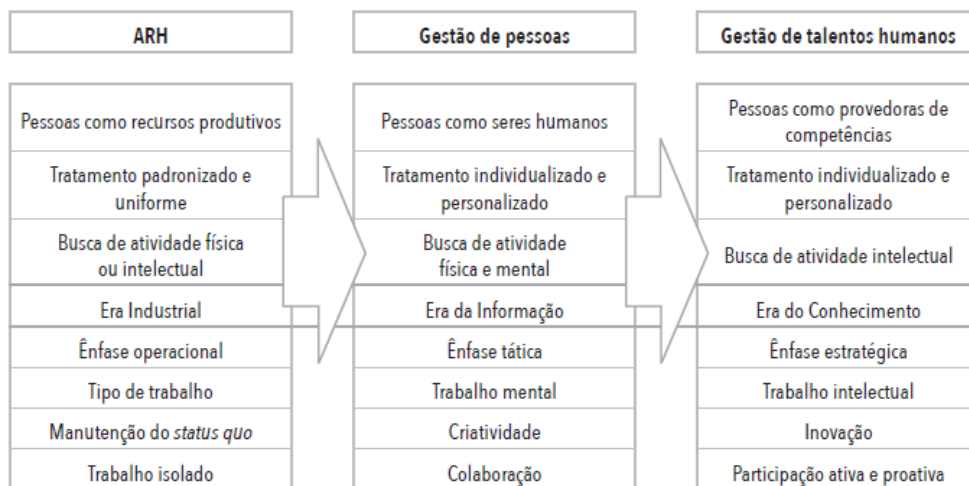 ARH
Gestão de pessoas
Gestão de talentos humanos
Pessoas como recursos produtivos
Pessoas como seres humanos
Pessoas como provedoras de
competências
Tratamento padronizado e
uniforme
Tratamento individualizado e
personalizado
Tratamento individualizado e
personalizado
Busca de atividade física
ou intelectual
Busca de atividade
física e mental
Busca de atividade intelectual
Era Industrial
Era da Informação
Era do Conhecimento
Ênfase operacional
Ênfase tática
Ênfase estratégica
Tipo de trabalho
Trabalho mental
Trabalho intelectual
Manutenção do status quo
Criatividade
Inovação
Trabalho isolado
Colaboração
Participação ativa e proativa